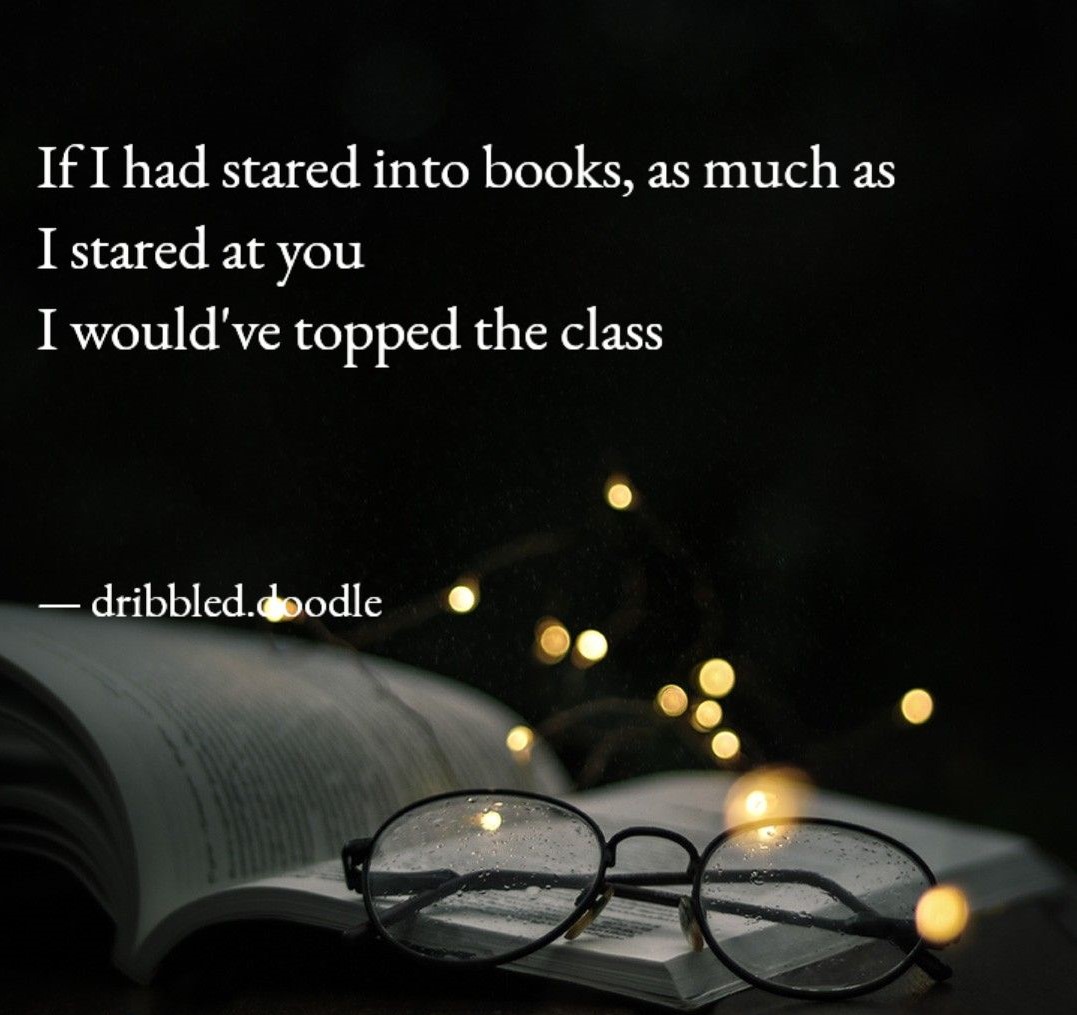 If I had stared into books, as much as
I stared at you
I would've topped the class
— dribbled.doodle